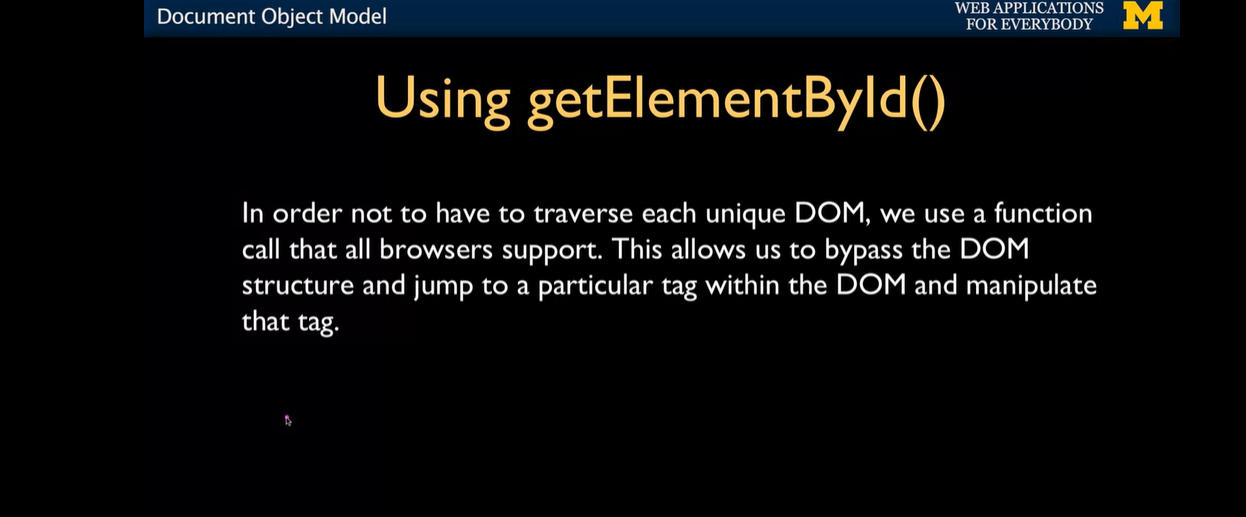 Document Object Model
WEB APPLICATIONS
FOR EVERYBODY
M
Using getElementById()
In order not to have to traverse each unique DOM, we use a function
call that all browsers support. This allows us to bypass the DOM
structure and jump to a particular tag within the DOM and manipulate
that tag.